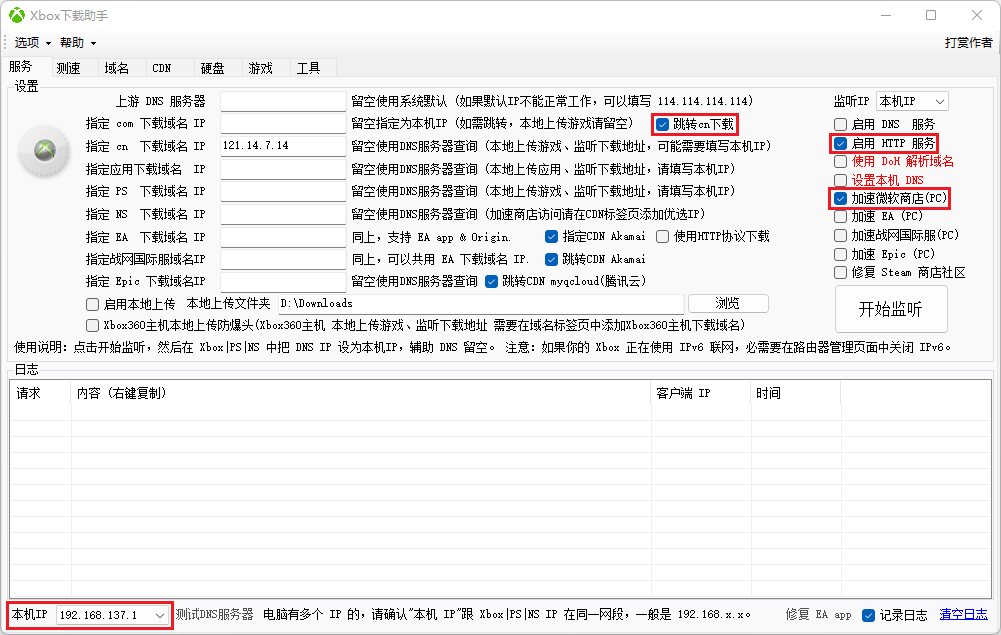 Xbox下载助手
选项 帮助 打赏作者
服务 测速 域名 CDN 硬盘 游戏 工具
设置
上游 DNS 服务器 留空使用系统默认 (如果默认IP不能正常工作，可以填写 114.114.114.114) 监听IP 本机IP
指定 com 下载域名 IP 留空指定为本机IP (如需跳转，本地上传游戏请留空) 跳转cn下载 启用 DNS 服务
指定 cn 下载域名 IP 121.14.7.14 留空使用DNS服务器查询 (本地上传游戏、监听下载地址，可能需要填写本机IP) 启用 HTTP 服务
指定应用下载域名 IP 留空使用DNS服务器查询 (本地上传应用、监听下载地址，请填写本机IP) 使用 DoH 解析域名
指定 PS 下载域名 IP 留空使用DNS服务器查询 (本地上传游戏、监听下载地址，请填写本机IP) 设置本机 DNS
加速微软商店(PC)
指定 NS 下载域名 IP 留空使用DNS服务器查询 (加速商店访问请在CDN标签页添加优选IP) 加速 EA (PC)
指定 EA 下载域名 IP 同上，支持 EA app & Origin. 指定CDN Akamai 使用HTTP协议下载 加速战网国际服(PC)
指定战网国际服域名IP 同上，可以共用 EA 下载域名 IP. 跳转CDN Akamai 加速 Epic (PC)
指定 Epic 下载域名 IP 留空使用DNS服务器查询 跳转CDN myqcloud(腾讯云) 修复 Steam 商店社区
启用本地上传 本地上传文件夹 D:\Downloads 浏览 开始监听
Xbox360主机本地上传防爆头(Xbox360主机 本地上传游戏、监听下载地址 需要在域名标签页中添加Xbox360主机域名)
使用说明：点击开始监听，然后在 Xbox|PS|NS 中把 DNS IP 设为本机IP，辅助 DNS 留空。 注意：如果你的 Xbox 正在使用 IPv6 联网，必需要在路由器管理页面中关闭 IPv6。
日志
请求 内容 (右键复制) 客户端 IP 时间
本机IP 192.168.137.1 测试DNS服务器 电脑有多个 IP 的，请确认"本机 IP"跟 Xbox|PS|NS IP 在同一网段，一般是 192.168.x.x。 修复 EA app 记录日志 清空日志